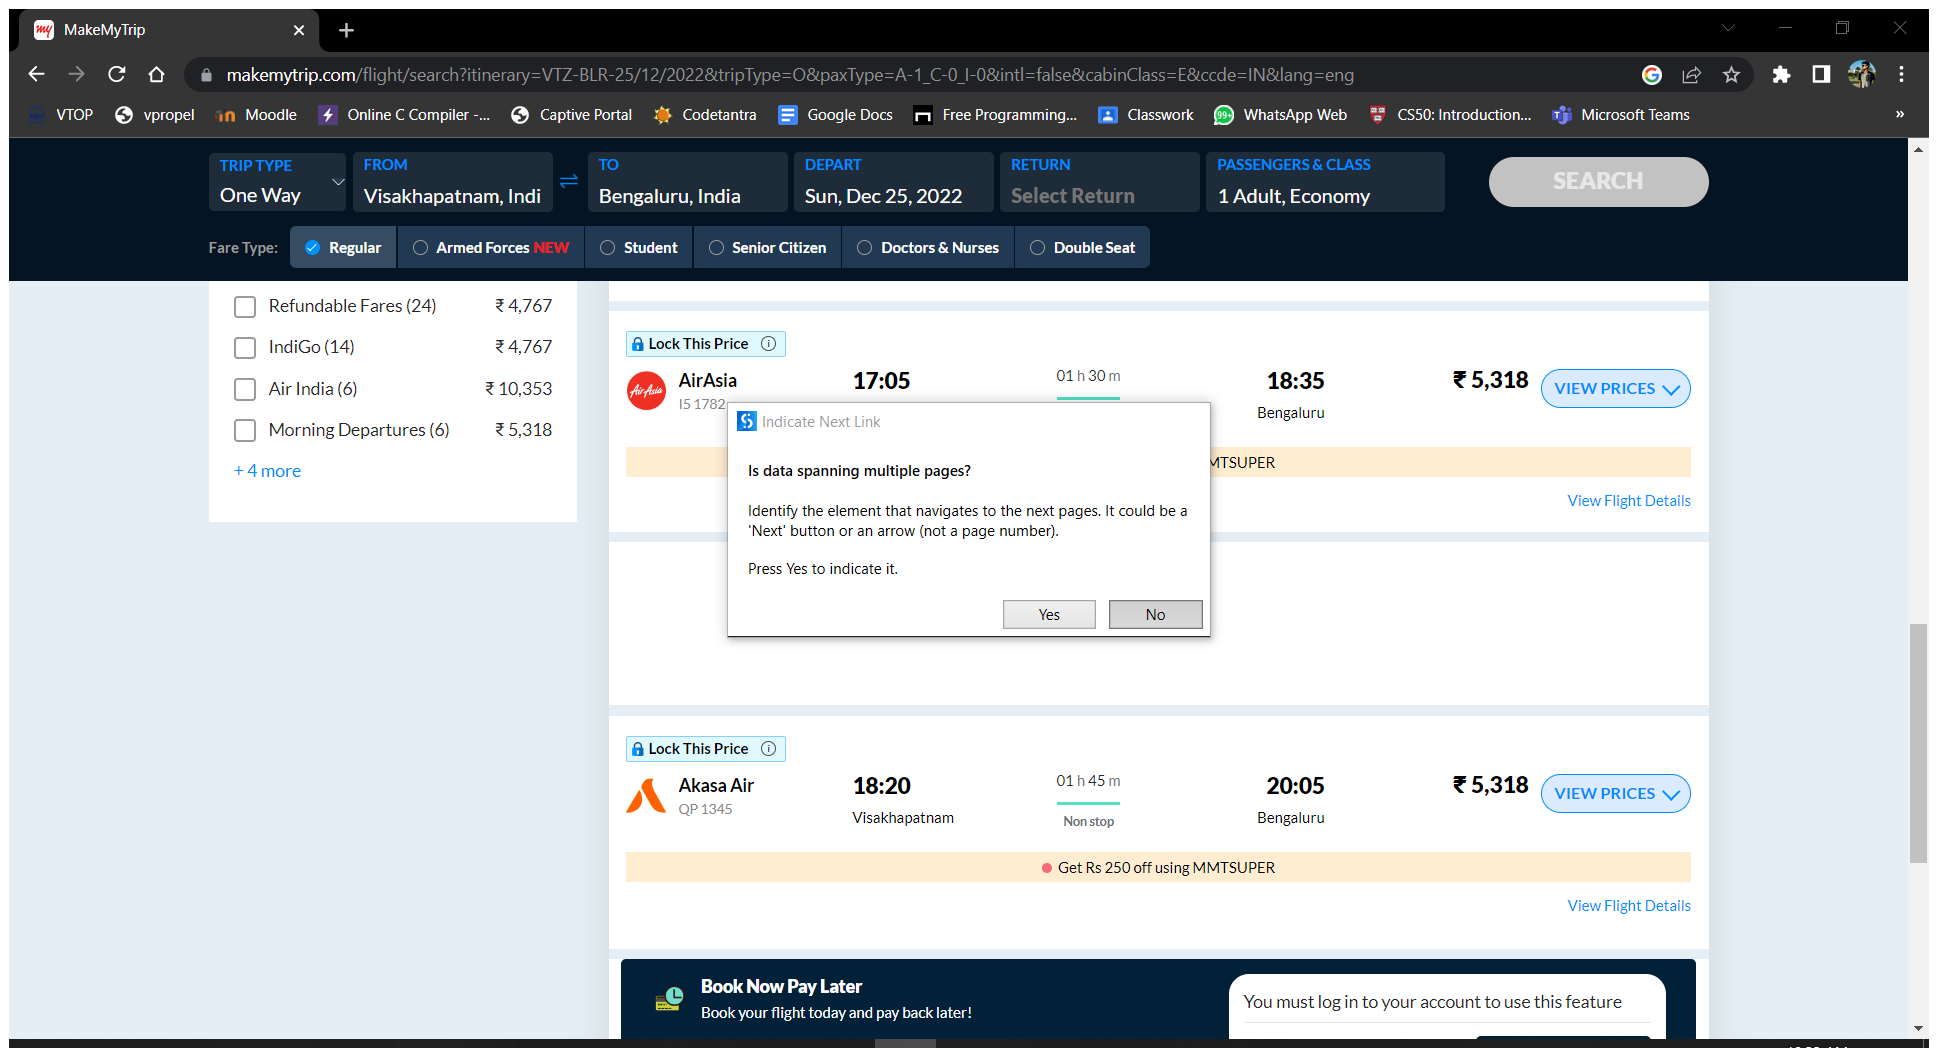 my MakeMyTrip
makemytrip.com/flight/search?itinerary=VTZ-BLR-25/12/2022&tripType=O&paxType=A-1_C-0_I-0&intl=false&cabinClass=E&ccde=IN&lang=eng
VTOP vpropel Moodle Online C Compiler -... Captive Portal Codetantra Google Docs Free Programming... Classwork 99+ WhatsApp Web CS50: Introduction... Microsoft Teams »
TRIP TYPE FROM TO DEPART RETURN PASSENGERS & CLASS
One Way Visakhapatnam, Indi Bengaluru, India Sun, Dec 25, 2022 Select Return 1 Adult, Economy SEARCH
Fare Type: Regular Armed Forces NEW Student Senior Citizen Doctors & Nurses Double Seat
Refundable Fares (24) ₹ 4,767
IndiGo (14) ₹ 4,767
Air India (6) ₹ 10,353
Morning Departures (6) ₹ 5,318
+ 4 more
Lock This Price
AirAsia AirAsia 17:05 01 h 30 m 18:35 ₹ 5,318 VIEW PRICES
I5 1782 Bengaluru
MTSUPER
View Flight Details
Indicate Next Link
Is data spanning multiple pages?
Identify the element that navigates to the next pages. It could be a
'Next' button or an arrow (not a page number).
Press Yes to indicate it.
Yes No
Lock This Price
Akasa Air 18:20 01 h 45 m 20:05 ₹ 5,318 VIEW PRICES
QP 1345 Visakhapatnam Non stop Bengaluru
Get Rs 250 off using MMTSUPER
View Flight Details
Book Now Pay Later
Book your flight today and pay back later!
You must log in to your account to use this feature